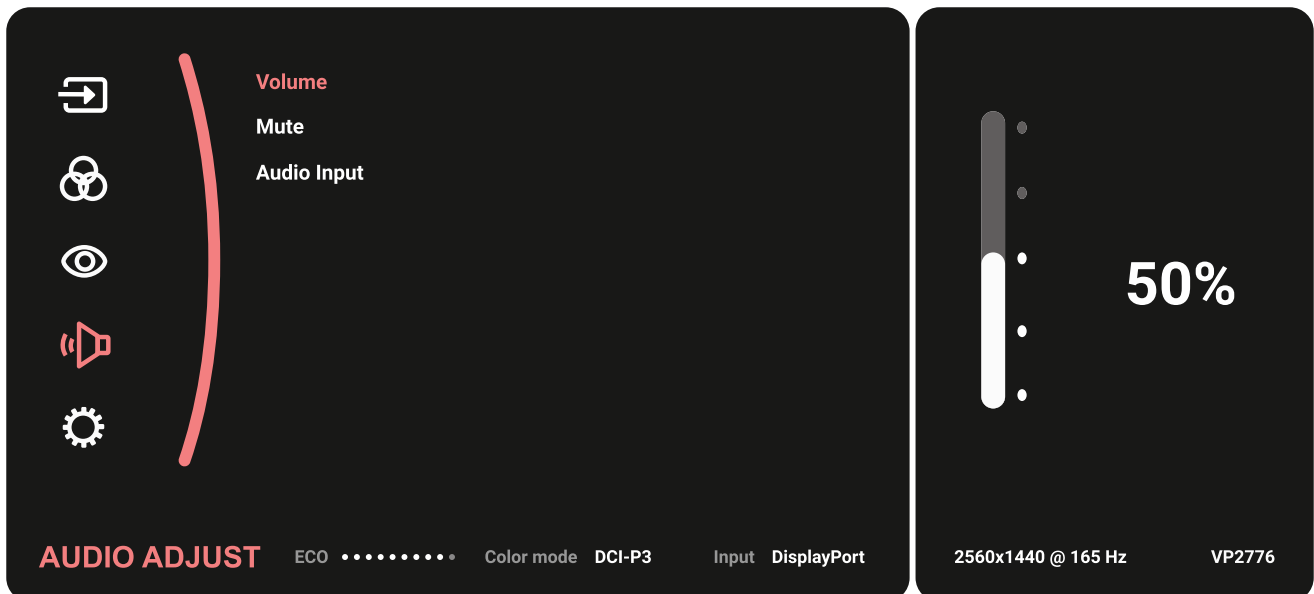 Volume
Mute
Audio Input
50%
AUDIO ADJUST ECO Color mode DCI-P3 Input DisplayPort
2560x1440 @ 165 Hz VP2776